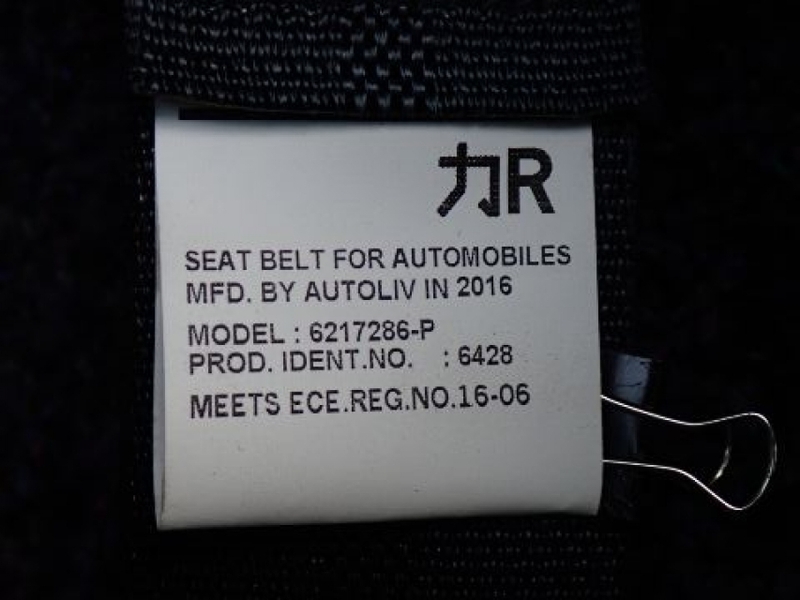 力R
SEAT BELT FOR AUTOMOBILES
MFD. BY AUTOLIV IN 2016
MODEL : 6217286-P
PROD. IDENT.NO. : 6428
MEETS ECE.REG.NO.16-06